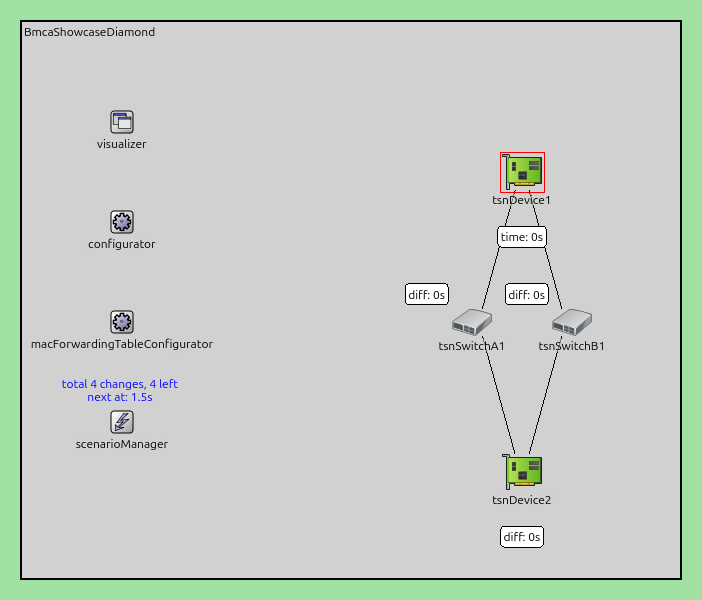 BmcaShowcaseDiamond
visualizer
tsnDevice1
time: 0s
configurator
diff: 0s
diff: 0s
macForwardingTableConfigurator
tsnSwitchA1
tsnSwitchB1
total 4 changes, 4 left
next at: 1.5s
scenarioManager
tsnDevice2
diff: 0s